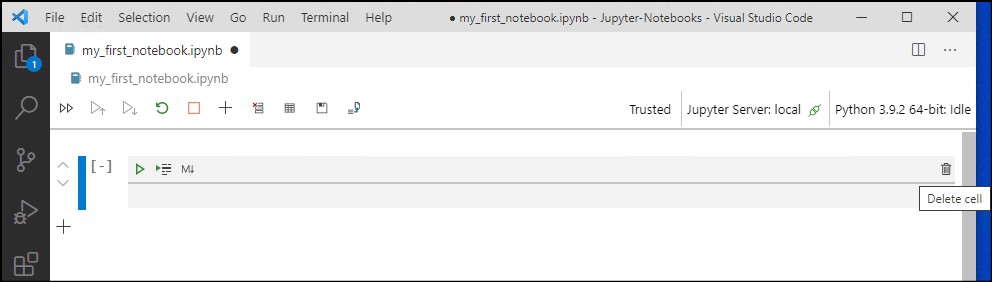 File Edit Selection View Go Run Terminal Help ● my_first_notebook.ipynb - Jupyter-Notebooks - Visual Studio Code
my_first_notebook.ipynb ●
1
my_first_notebook.ipynb
Trusted Jupyter Server: local Python 3.9.2 64-bit: Idle
[-] M↓
Delete cell